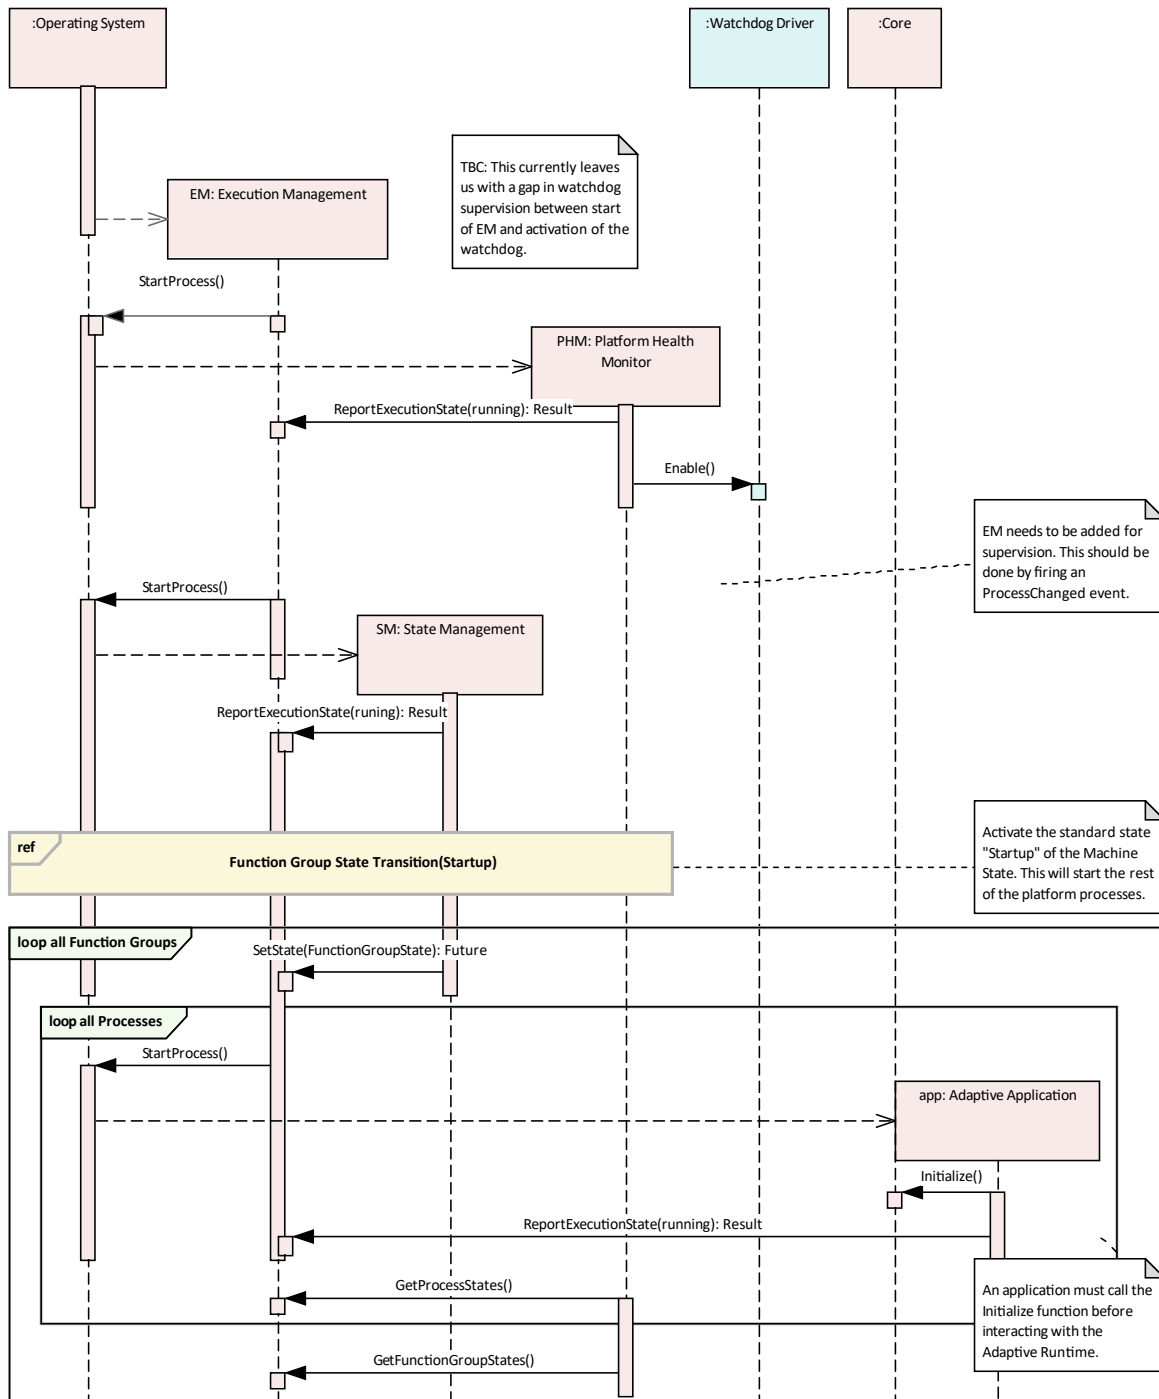 :Operating System
:Watchdog Driver
:Core
TBC: This currently leaves
us with a gap in watchdog
supervision between start
of EM and activation of the
watchdog.
EM: Execution Management
StartProcess()
PHM: Platform Health
Monitor
ReportExecutionState(running): Result
Enable()
EM needs to be added for
supervision. This should be
done by firing an
ProcessChanged event.
StartProcess()
SM: State Management
ReportExecutionState(runing): Result
ref
Function Group State Transition(Startup)
Activate the standard state
"Startup" of the Machine
State. This will start the rest
of the platform processes.
loop all Function Groups
SetState(FunctionGroupState): Future
loop all Processes
StartProcess()
app: Adaptive Application
Initialize()
ReportExecutionState(running): Result
An application must call the
Initialize function before
interacting with the
Adaptive Runtime.
GetProcessStates()
GetFunctionGroupStates()